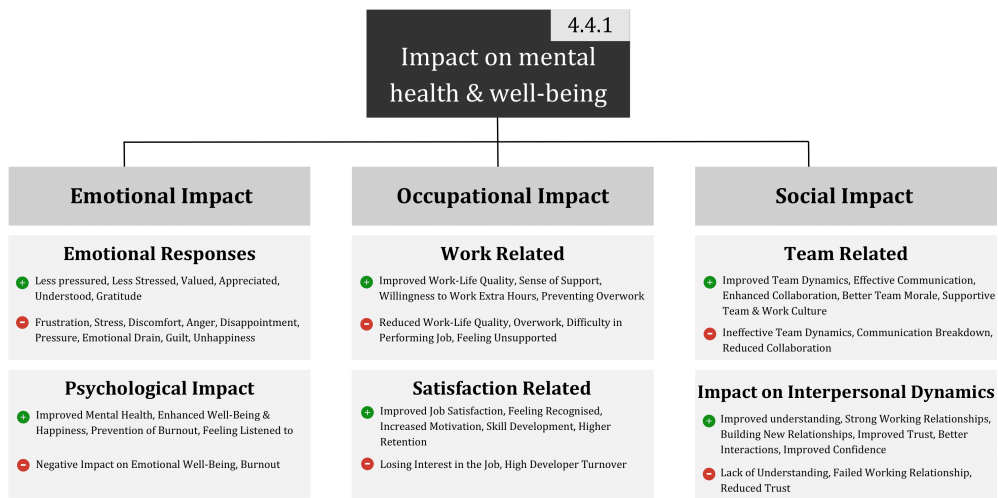 4.4.1
Impact on mental
health & well-being
Emotional Impact
Emotional Responses
Less pressured, Less Stressed, Valued, Appreciated,
Understood, Gratitude
Frustration, Stress, Discomfort, Anger, Disappointment,
Pressure, Emotional Drain, Guilt, Unhappiness
Psychological Impact
Improved Mental Health, Enhanced Well-Being &
Happiness, Prevention of Burnout, Feeling Listened to
Negative Impact on Emotional Well-Being, Burnout
Occupational Impact
Work Related
Improved Work-Life Quality, Sense of Support,
Willingness to Work Extra Hours, Preventing Overwork
Reduced Work-Life Quality, Overwork, Difficulty in
Performing Job, Feeling Unsupported
Satisfaction Related
Improved Job Satisfaction, Feeling Recognised,
Increased Motivation, Skill Development, Higher
Retention
Losing Interest in the Job, High Developer Turnover
Social Impact
Team Related
Improved Team Dynamics, Effective Communication,
Enhanced Collaboration, Better Team Morale, Supportive
Team & Work Culture
Ineffective Team Dynamics, Communication Breakdown,
Reduced Collaboration
Impact on Interpersonal Dynamics
Improved understanding, Strong Working Relationships,
Building New Relationships, Improved Trust, Better
Interactions, Improved Confidence
Lack of Understanding, Failed Working Relationship,
Reduced Trust